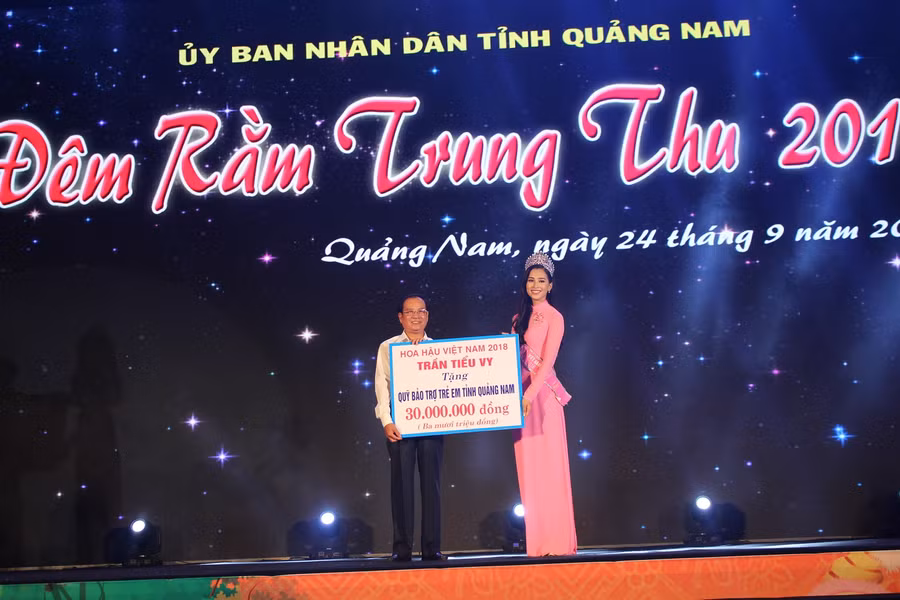 ỦY BAN NHÂN DÂN TỈNH QUẢNG NAM
Đêm Rằm Trung Thu 201
Quảng Nam, ngày 24 tháng 9 năm 20
HOA HẬU VIỆT NAM 2018
TRẦN TIỂU VY
Tặng
QUỸ BẢO TRỢ TRẺ EM TỈNH QUẢNG NAM
30.000.000 đồng
( Ba mươi triệu đồng)